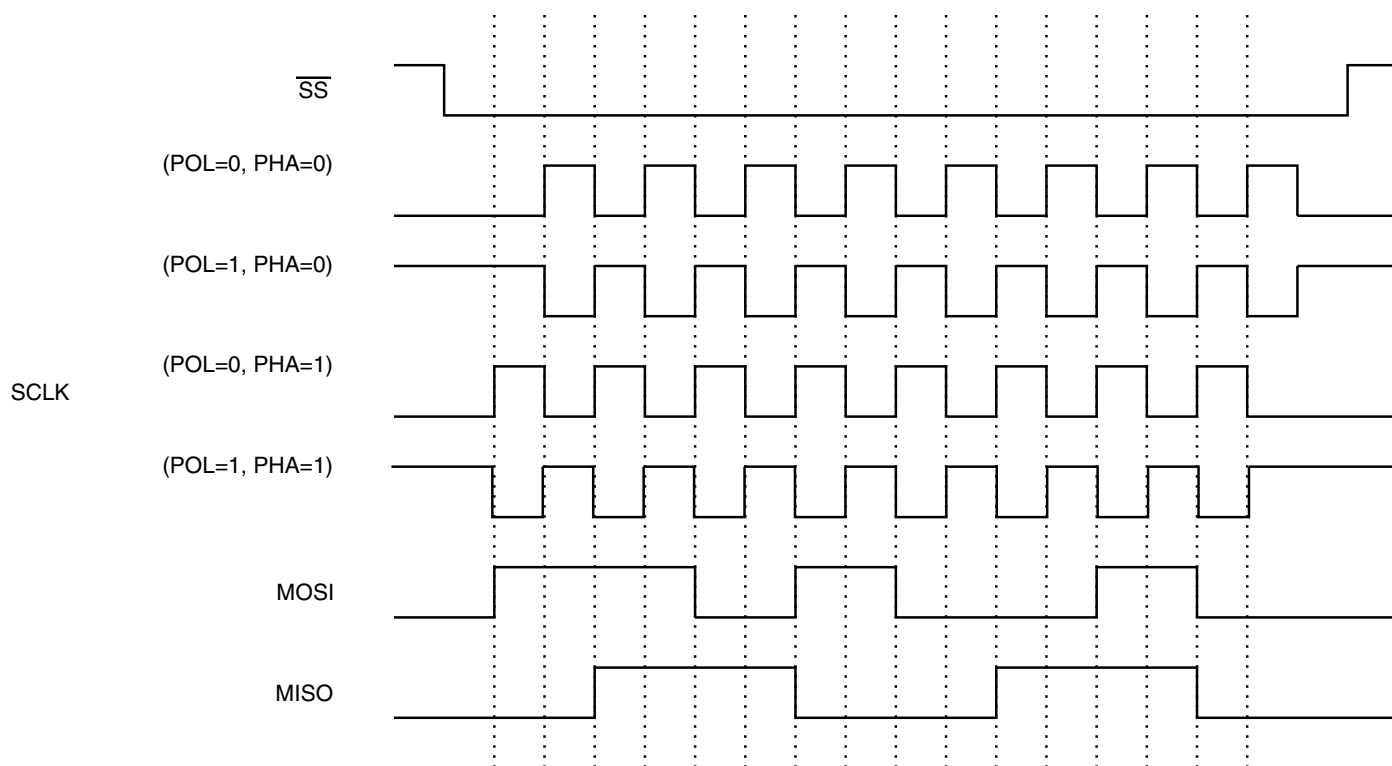 SS
(POL=0, PHA=0)
(POL=1, PHA=0)
(POL=0, PHA=1)
SCLK
(POL=1, PHA=1)
MOSI
MISO